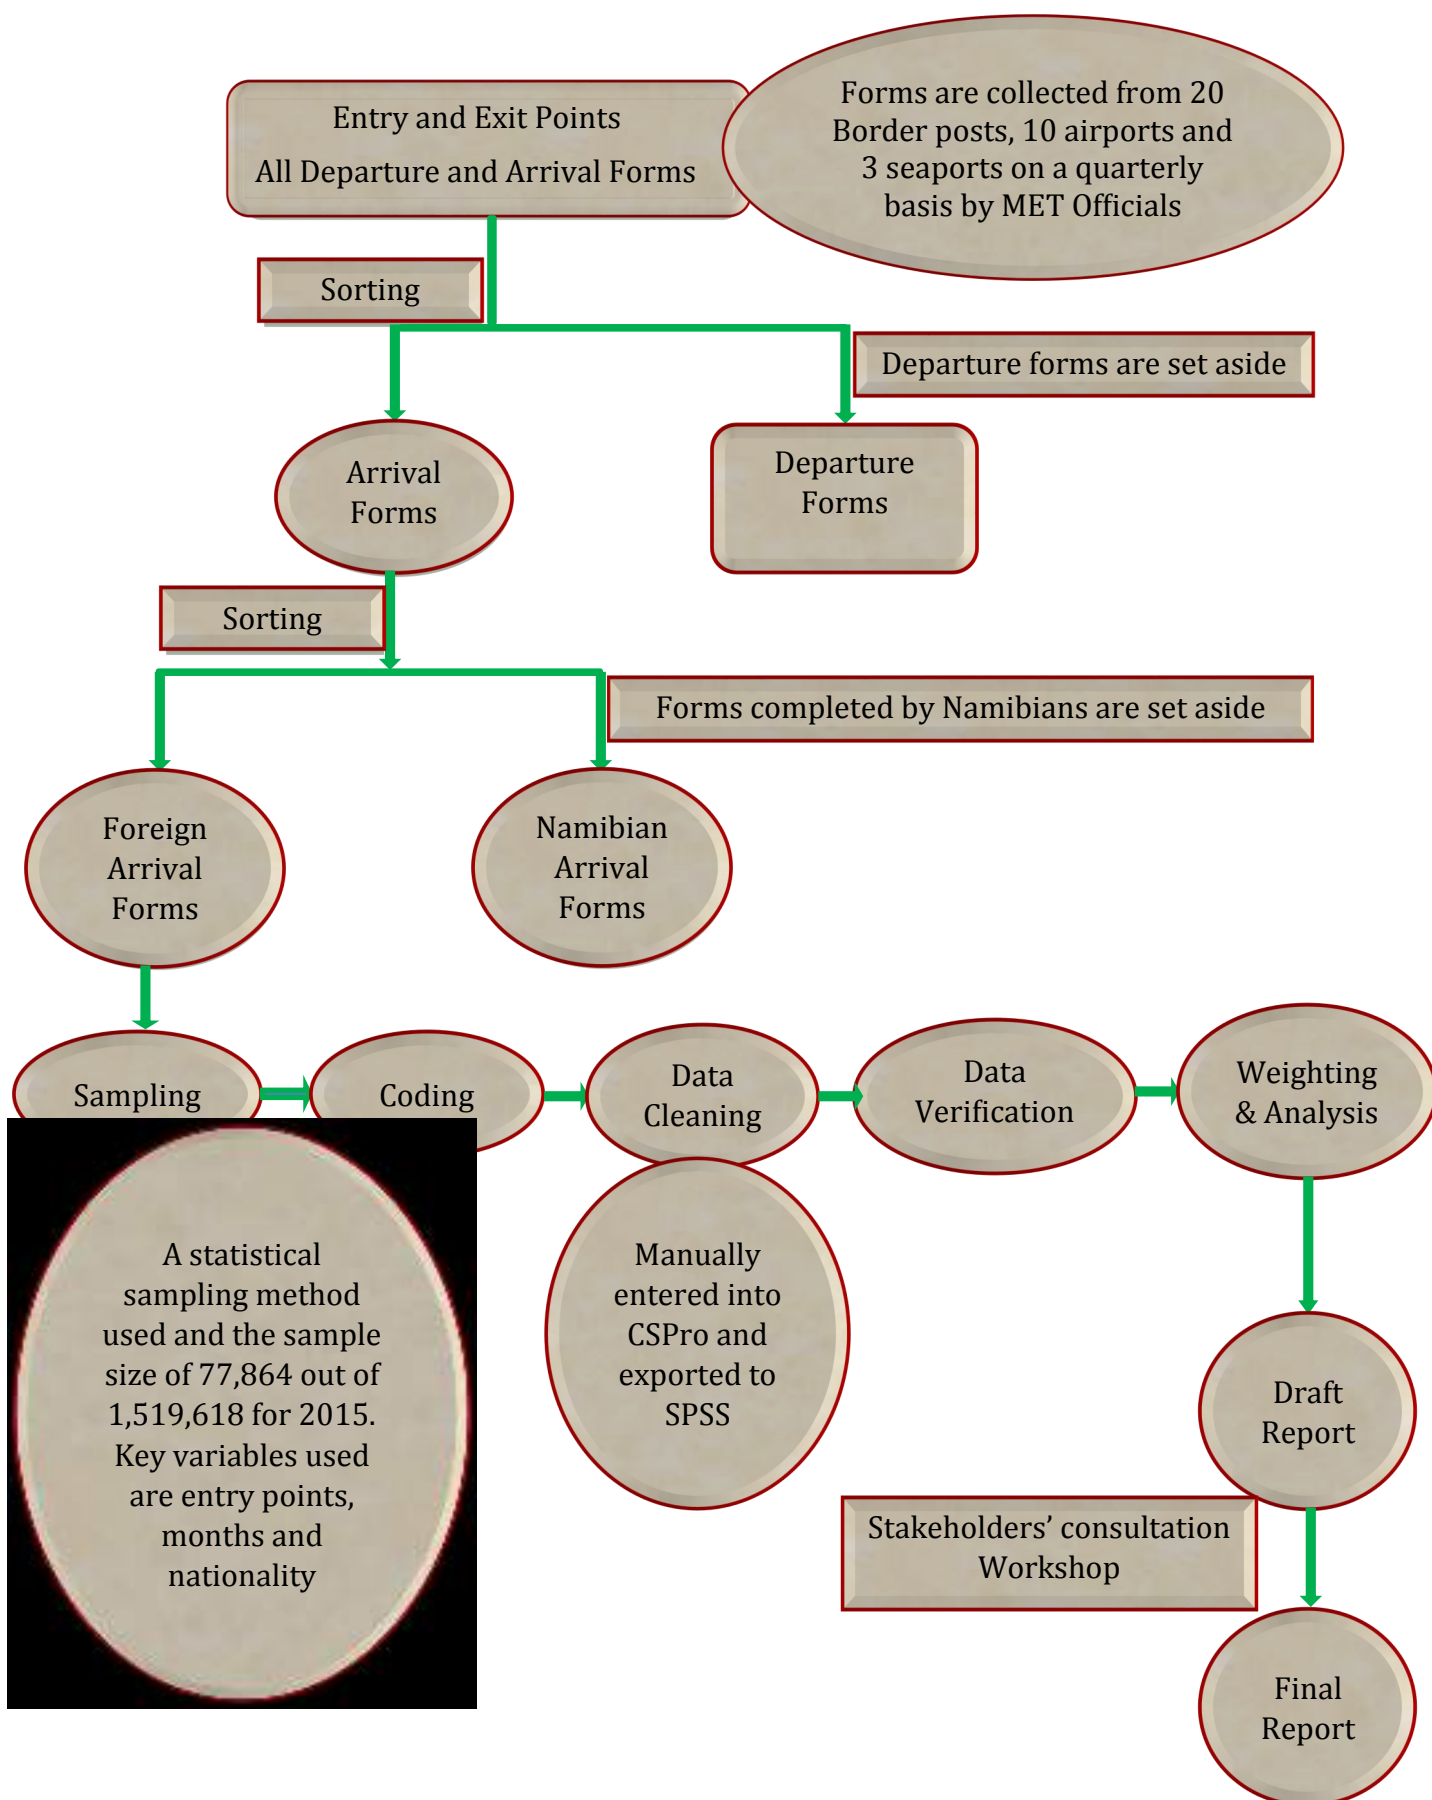 Entry and Exit Points
All Departure and Arrival Forms
Forms are collected from 20
Border posts, 10 airports and
3 seaports on a quarterly
basis by MET Officials
Sorting
Departure forms are set aside
Arrival
Forms
Departure
Forms
Sorting
Forms completed by Namibians are set aside
Foreign
Arrival
Forms
Namibian
Arrival
Forms
Sampling
Coding
Data
Cleaning
Data
Verification
Weighting
& Analysis
A statistical
sampling method
used and the sample
size of 77,864 out of
1,519,618 for 2015.
Key variables used
are entry points,
months and
nationality
Manually
entered into
CSPro and
exported to
SPSS
Draft
Report
Stakeholders’ consultation
Workshop
Final
Report